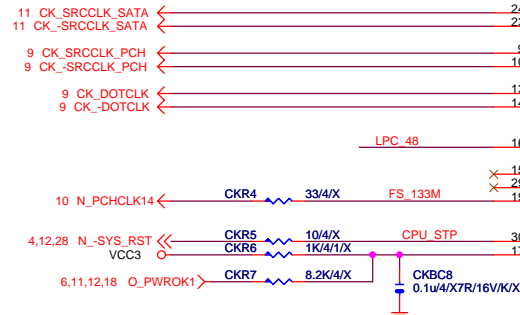 11 CK_SRCCLK_SATA
11 CK_-SRCCLK_SATA
9 CK_SRCCLK_PCH
9 CK_-SRCCLK_PCH
9 CK_DOTCLK
9 CK_-DOTCLK
LPC_48
10 N_PCHCLK14 CKR4 33/4/X FS_133M
4,12,28 N_-SYS_RST CKR5 10/4/X CPU_STP
VCC3 CKR6 1K/4/1/X
6,11,12,18 O_PWROK1 CKR7 8.2K/4/X
CKBC8
0.1u/4/X7R/16V/K/X